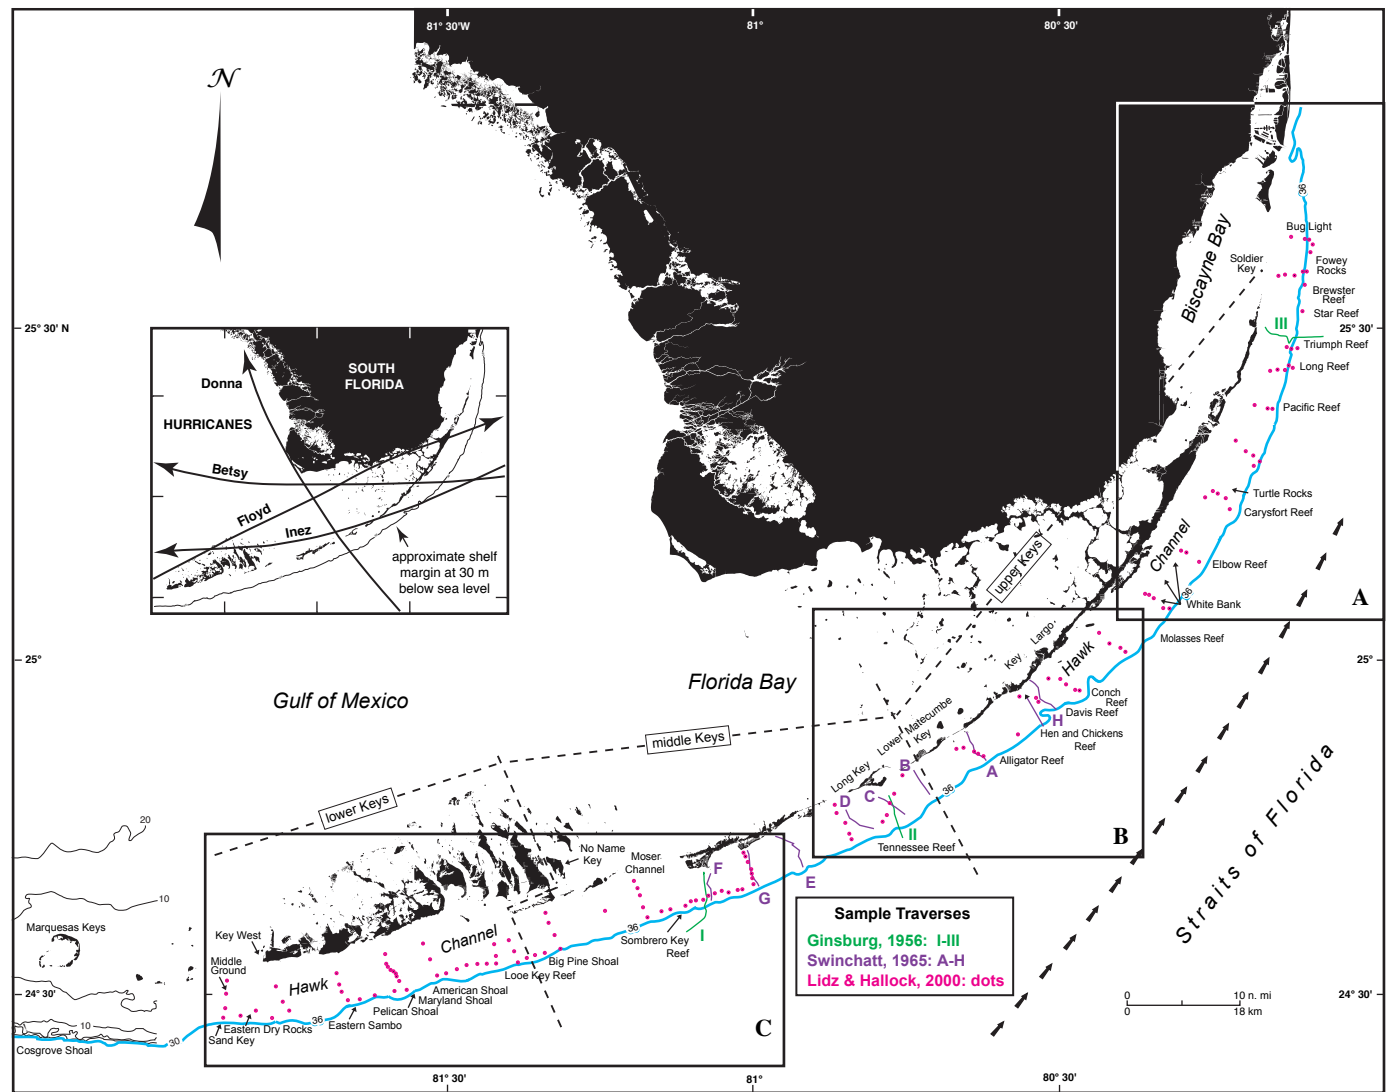 81° 30'W
81°
80° 30'
N
25° 30' N
25° 30'
SOUTH
FLORIDA
Donna
HURRICANES
Betsy
Floyd
Inez
approximate shelf
margin at 30 m
below sea level
Biscayne Bay
Soldier
Key
36
Bug Light
Fowey
Rocks
Brewster
Reef
Star Reef
III
Triumph Reef
Long Reef
Pacific Reef
Turtle Rocks
Carysfort Reef
Channel
Elbow Reef
36
White Bank
A
Molasses Reef
upper Keys
25°
25°
Gulf of Mexico
Florida Bay
Key Largo
Hawk
Conch
Reef
Davis Reef
H
Hen and Chickens
Reef
middle Keys
Lower Matecumbe
Key
Alligator Reef
A
B
Long Key
C
D
36
II
Tennessee Reef
B
lower Keys
20
10
Marquesas Keys
10
30
Cosgrove Shoal
No Name
Key
Moser
Channel
F
E
G
I
36
Sombrero Key
Reef
Key West
Middle
Ground
Channel
Big Pine Shoal
Looe Key Reef
Hawk
American Shoal
Maryland Shoal
Pelican Shoal
36
Eastern Sambo
Eastern Dry Rocks
Sand Key
C
Sample Traverses
Ginsburg, 1956: I-III
Swinchatt, 1965: A-H
Lidz & Hallock, 2000: dots
Straits of Florida
24° 30'
24° 30'
0 10 n. mi
0 18 km
81° 30'
81°
80° 30'